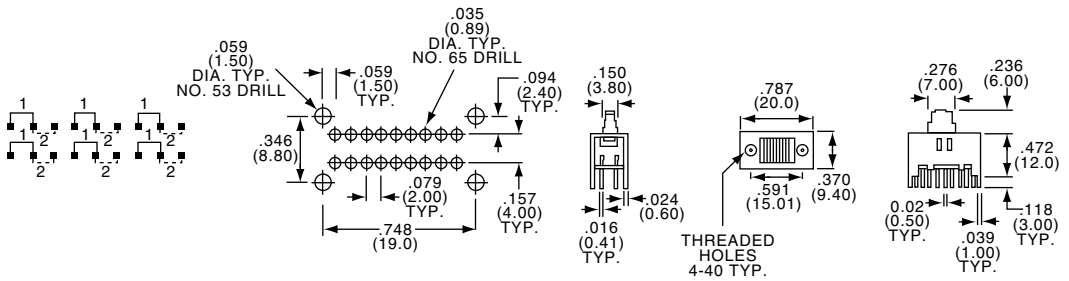 1 1 1
2 2 2
1 1 1
2 2 2
.059
(1.50)
DIA. TYP.
NO. 53 DRILL
.059
(1.50)
TYP.
.035
(0.89)
DIA. TYP.
NO. 65 DRILL
.094
(2.40)
TYP.
.346
(8.80)
.079
(2.00)
TYP.
.157
(4.00)
TYP.
.748
(19.0)
.150
(3.80)
.024
(0.60)
.016
(0.41)
TYP.
.787
(20.0)
.591
(15.01)
.370
(9.40)
THREADED
HOLES
4-40 TYP.
.276
(7.00)
.236
(6.00)
.472
(12.0)
0.02
(0.50)
TYP.
.039
(1.00)
TYP.
.118
(3.00)
TYP.